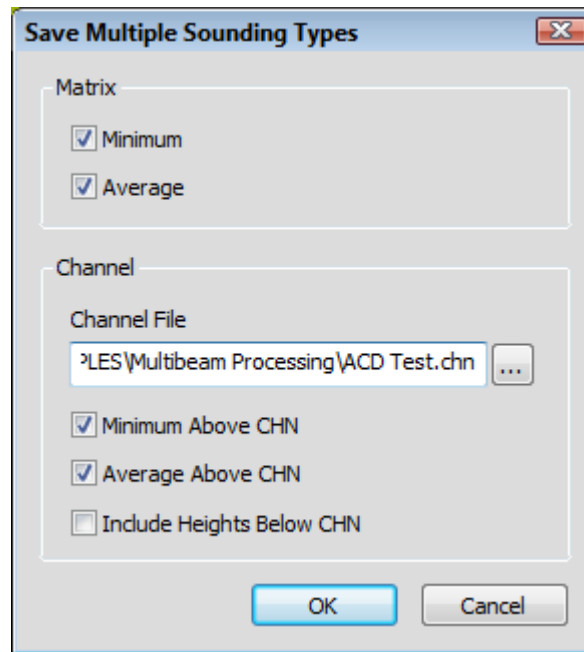 Save Multiple Sounding Types
Matrix
Minimum
Average
Channel
Channel File
PLES\Multibeam Processing\ACD Test.chn
...
Minimum Above CHN
Average Above CHN
Include Heights Below CHN
OK
Cancel